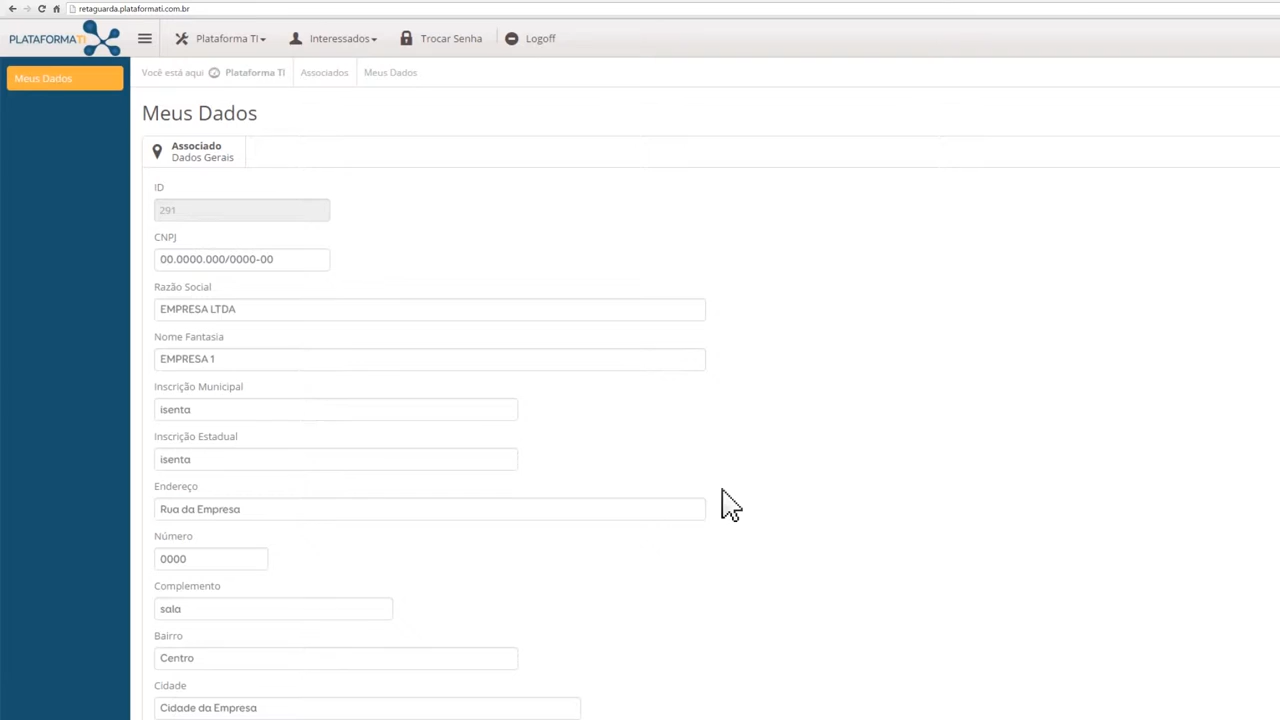 retaguarda.plataformati.com.br
PLATAFORMATI
Plataforma TI
Interessados
Trocar Senha
Logoff
Meus Dados
Você está aqui
Plataforma TI
Associados
Meus Dados
Meus Dados
Associado
Dados Gerais
ID
291
CNPJ
00.0000.000/0000-00
Razão Social
EMPRESA LTDA
Nome Fantasia
EMPRESA 1
Inscrição Municipal
isenta
Inscrição Estadual
isenta
Endereço
Rua da Empresa
Número
0000
Complemento
sala
Bairro
Centro
Cidade
Cidade da Empresa